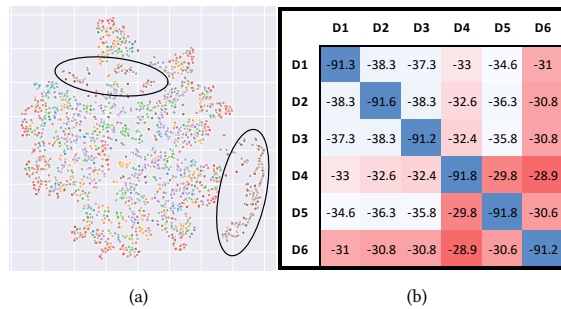 D1 D2 D3 D4 D5 D6
D1 -91.3 -38.3 -37.3 -33 -34.6 -31
D2 -38.3 -91.6 -38.3 -32.6 -36.3 -30.8
D3 -37.3 -38.3 -91.2 -32.4 -35.8 -30.8
D4 -33 -32.6 -32.4 -91.8 -29.8 -28.9
D5 -34.6 -36.3 -35.8 -29.8 -91.8 -30.6
D6 -31 -30.8 -30.8 -28.9 -30.6 -91.2
(a) (b)